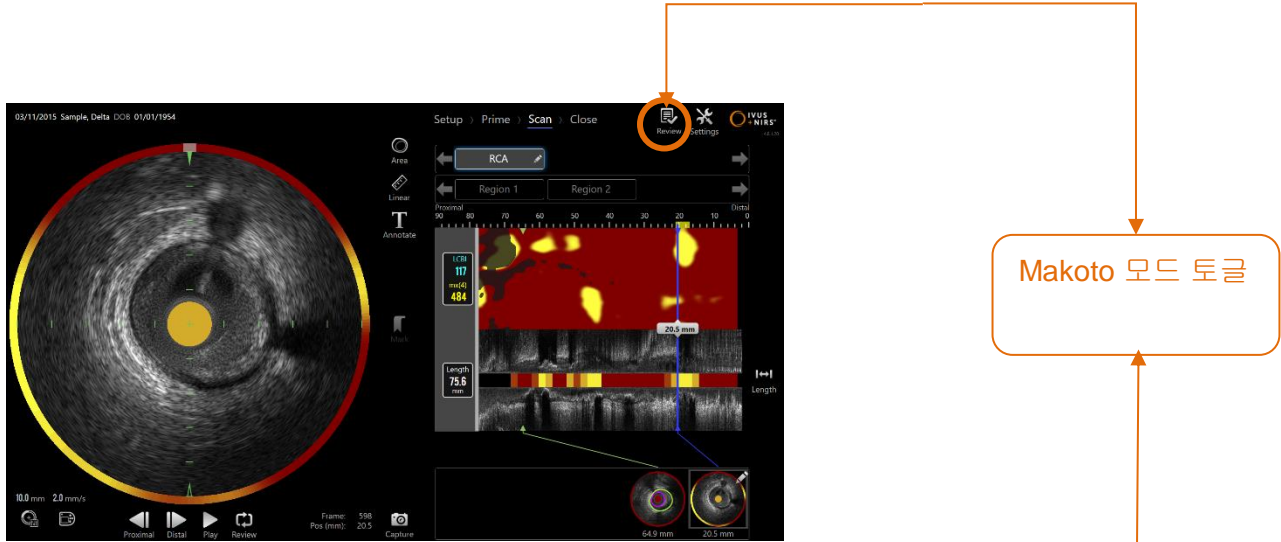 03/11/2015 Sample, Delta DOB 01/01/1954
Setup > Prime > Scan > Close
Review
Settings
IVUS
+NIRS
Area
Linear
T
Annotate
Mark
RCA
Region 1
Region 2
Proximal
Distal
90 80 70 60 50 40 30 20 10 0
LCBI
117
mx(4)
484
20.5 mm
Length
75.6
mm
Length
10.0 mm 2.0 mm/s
Proximal
Distal
Play
Review
Frame: 598
Pos (mm): 20.5
Capture
64.9 mm
20.5 mm
Makoto 모드 토글